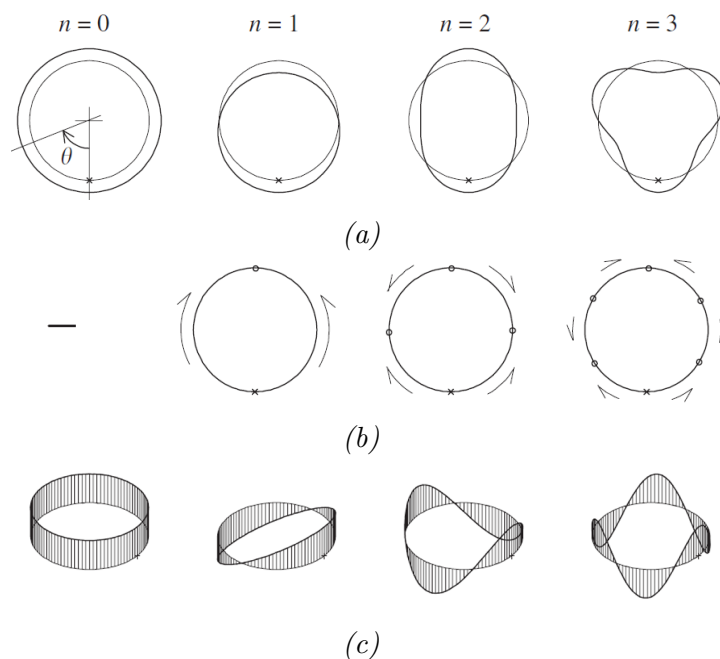 n = 0 n = 1 n = 2 n = 3
θ
(a)
(b)
(c)